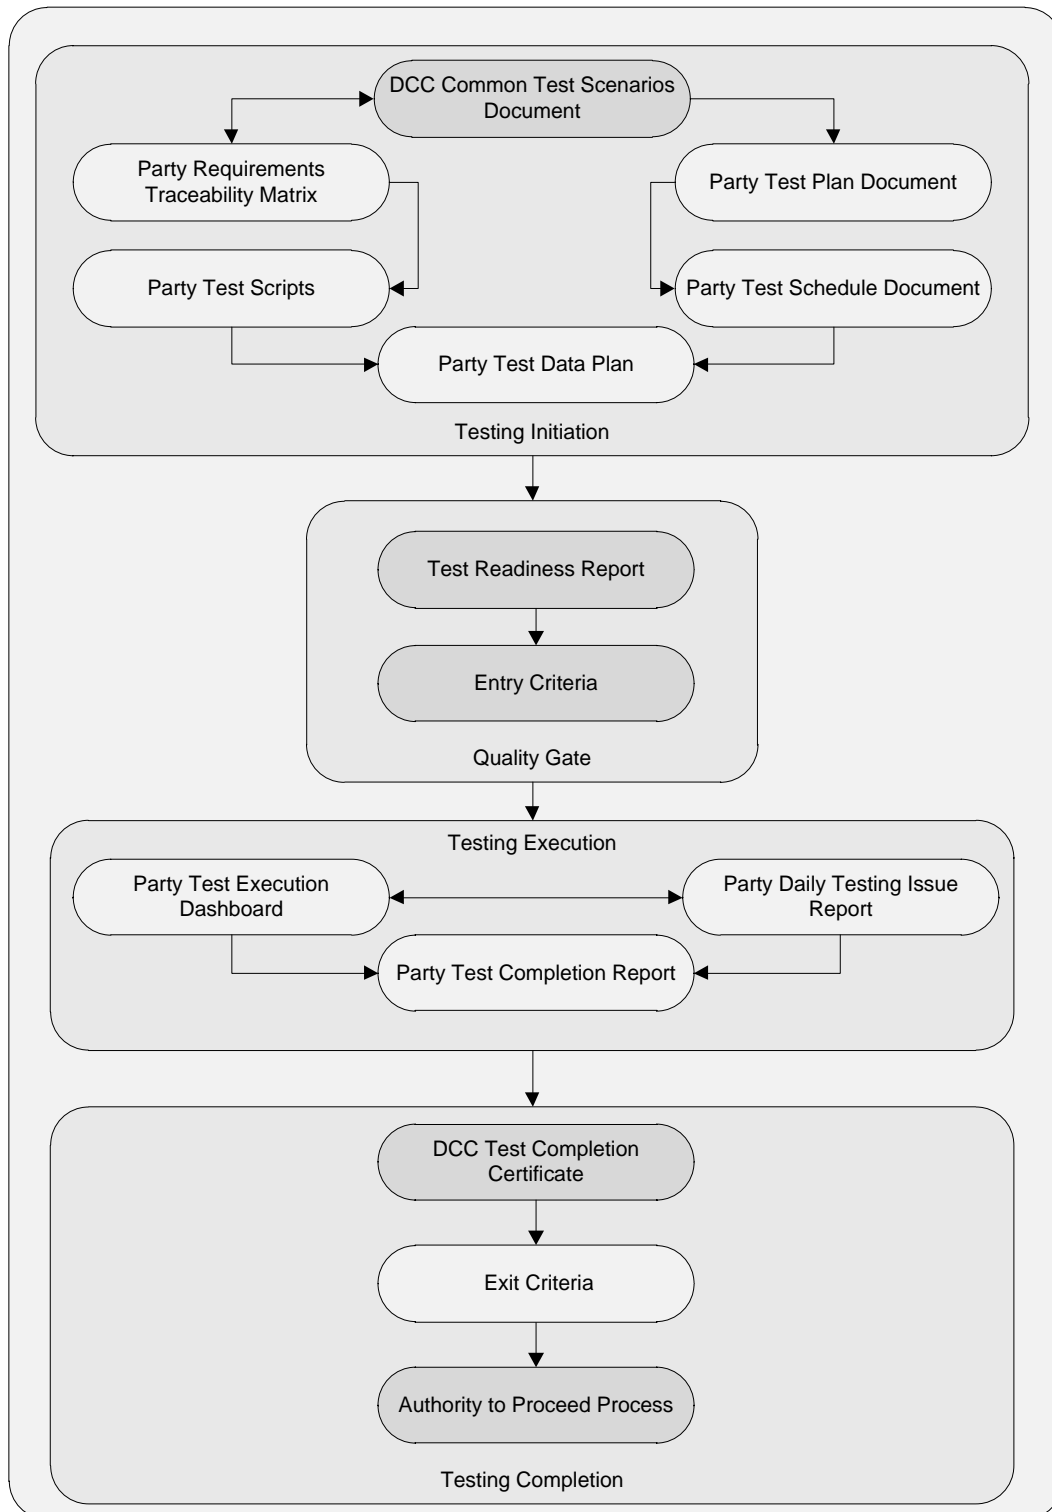 DCC Common Test Scenarios
Document
Party Requirements
Traceability Matrix
Party Test Plan Document
Party Test Scripts
Party Test Schedule Document
Party Test Data Plan
Testing Initiation
Test Readiness Report
Entry Criteria
Quality Gate
Testing Execution
Party Test Execution
Dashboard
Party Daily Testing Issue
Report
Party Test Completion Report
DCC Test Completion
Certificate
Exit Criteria
Authority to Proceed Process
Testing Completion